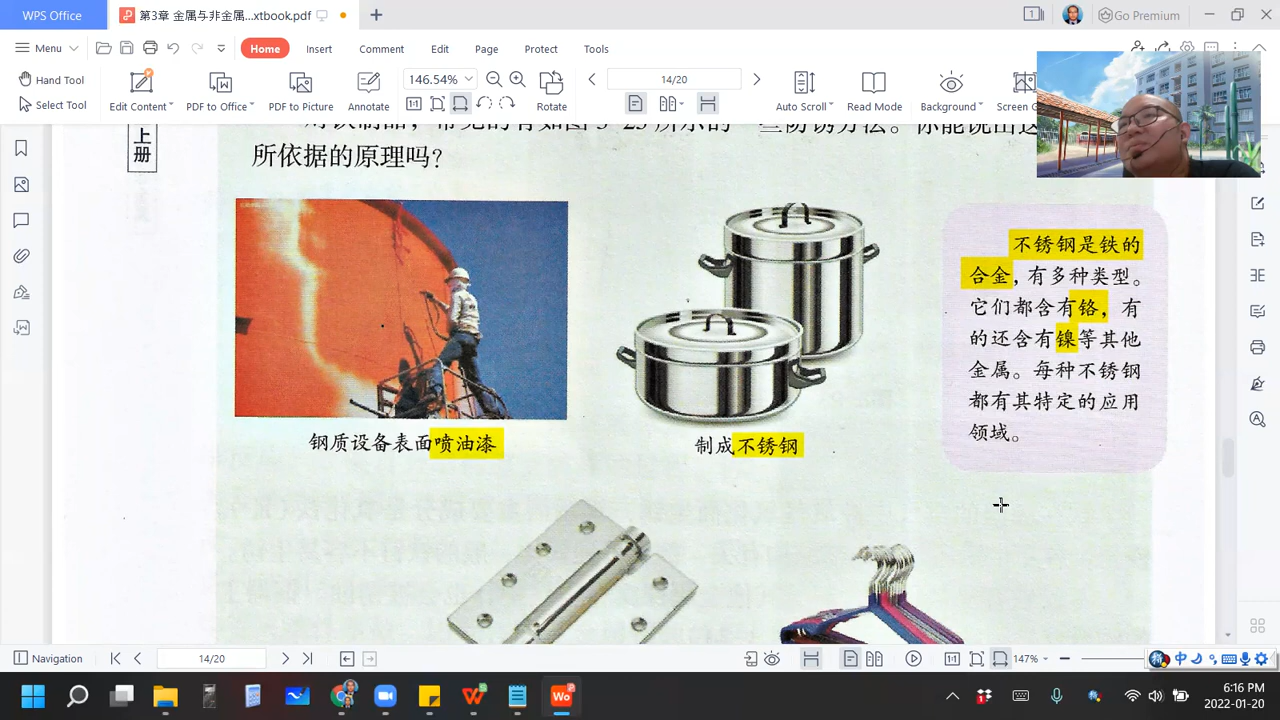 WPS Office
第3章 金属与非金属...xtbook.pdf
Go Premium
Menu
Home
Insert
Comment
Edit
Page
Protect
Tools
Hand Tool
Select Tool
Edit Content
PDF to Office
PDF to Picture
Annotate
146.54%
Rotate
14/20
Auto Scroll
Read Mode
Background
上册
所依据的原理吗？
不锈钢是铁的
合金，有多种类型。
它们都含有铬，有
的还含有镍等其他
金属。每种不锈钢
都有其特定的应用
领域。
钢质设备表面喷油漆
制成不锈钢
Navigation
14/20
147%
6:16 PM
2022-01-20